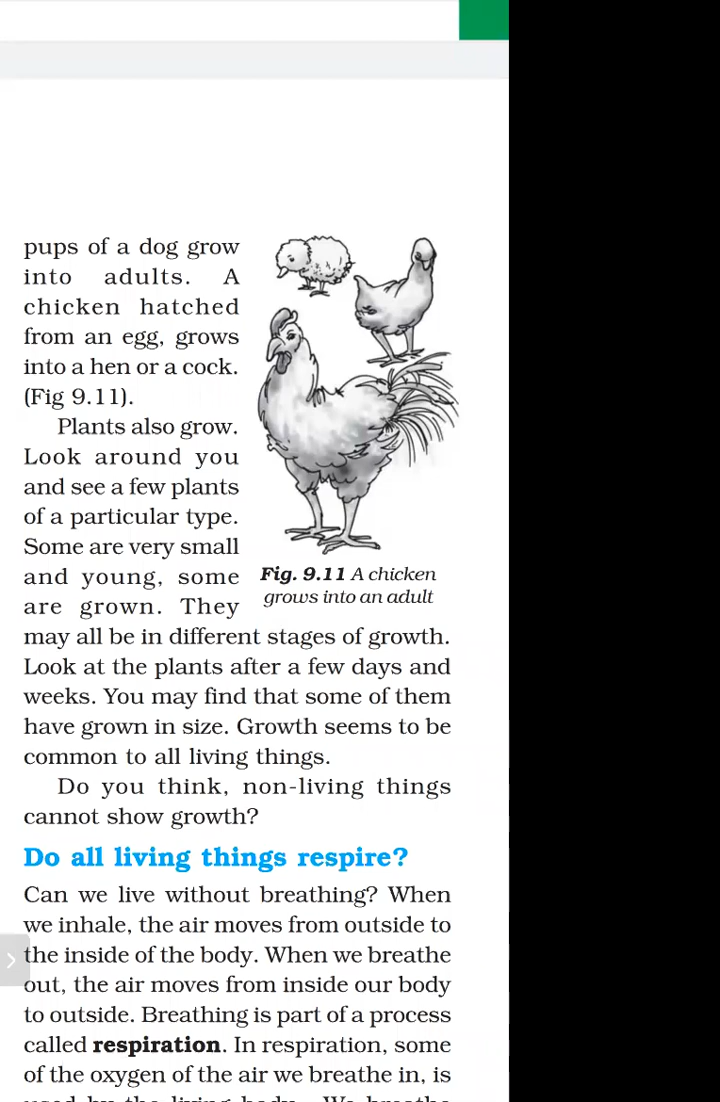 pups of a dog grow
into adults. A
chicken hatched
from an egg, grows
into a hen or a cock.
(Fig 9.11).
Plants also grow.
Look around you
and see a few plants
of a particular type.
Some are very small
and young, some
are grown. They
Fig. 9.11 A chicken
grows into an adult
may all be in different stages of growth.
Look at the plants after a few days and
weeks. You may find that some of them
have grown in size. Growth seems to be
common to all living things.
Do you think, non-living things
cannot show growth?
Do all living things respire?
Can we live without breathing? When
we inhale, the air moves from outside to
the inside of the body. When we breathe
out, the air moves from inside our body
to outside. Breathing is part of a process
called respiration. In respiration, some
of the oxygen of the air we breathe in, is
used by the living body. We breathe